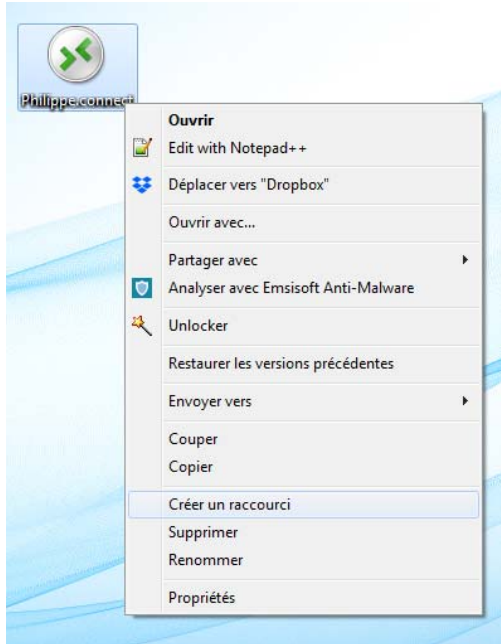 Philippe.connect
Ouvrir
Edit with Notepad++
Déplacer vers "Dropbox"
Ouvrir avec...
Partager avec
Analyser avec Emsisoft Anti-Malware
Unlocker
Restaurer les versions précédentes
Envoyer vers
Couper
Copier
Créer un raccourci
Supprimer
Renommer
Propriétés